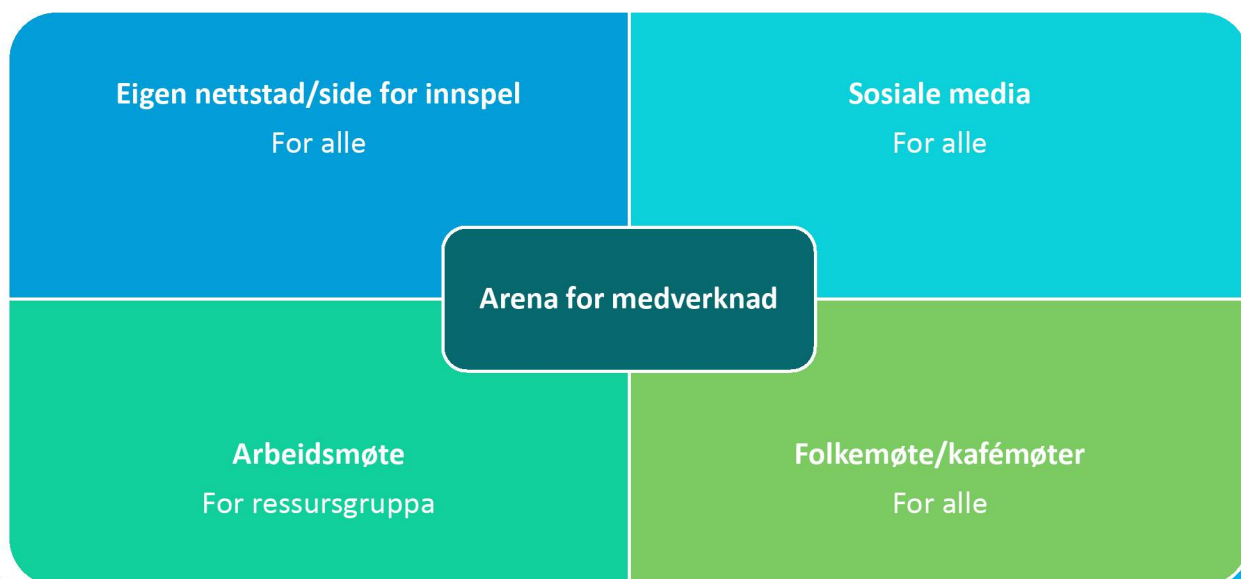 Eigen nettstad/side for innspel
For alle
Sosiale media
For alle
Arena for medverknad
Arbeidsmøte
For ressursgruppa
Folkemøte/kafémøter
For alle